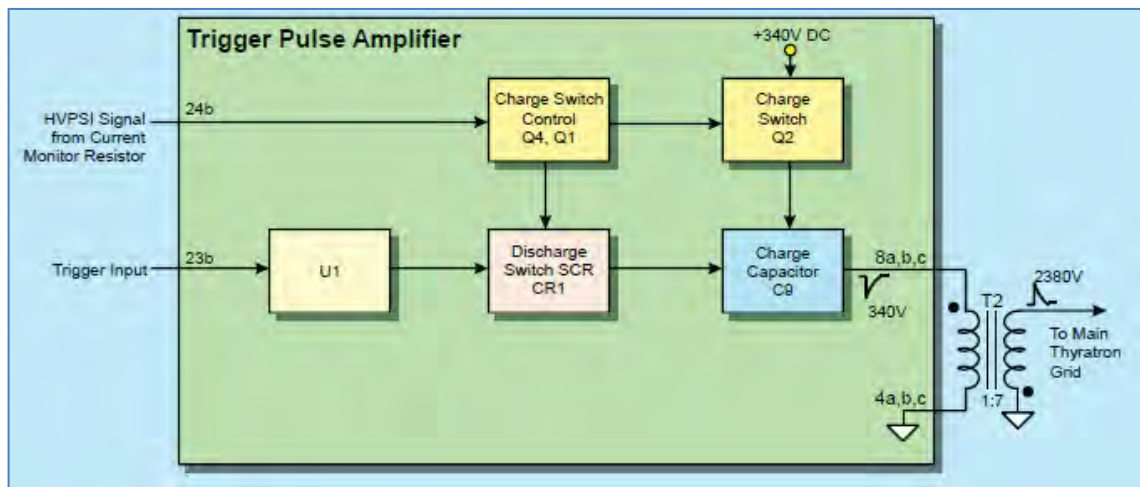 Trigger Pulse Amplifier
+340V DC
24b
HVPSI Signal
from Current
Monitor Resistor
Charge Switch
Control
Q4, Q1
Charge
Switch
Q2
Trigger Input
23b
U1
Discharge
Switch SCR
CR1
Charge
Capacitor
C9
8a,b,c
340V
T2
2380V
To Main
Thyratron
Grid
4a,b,c
1:7